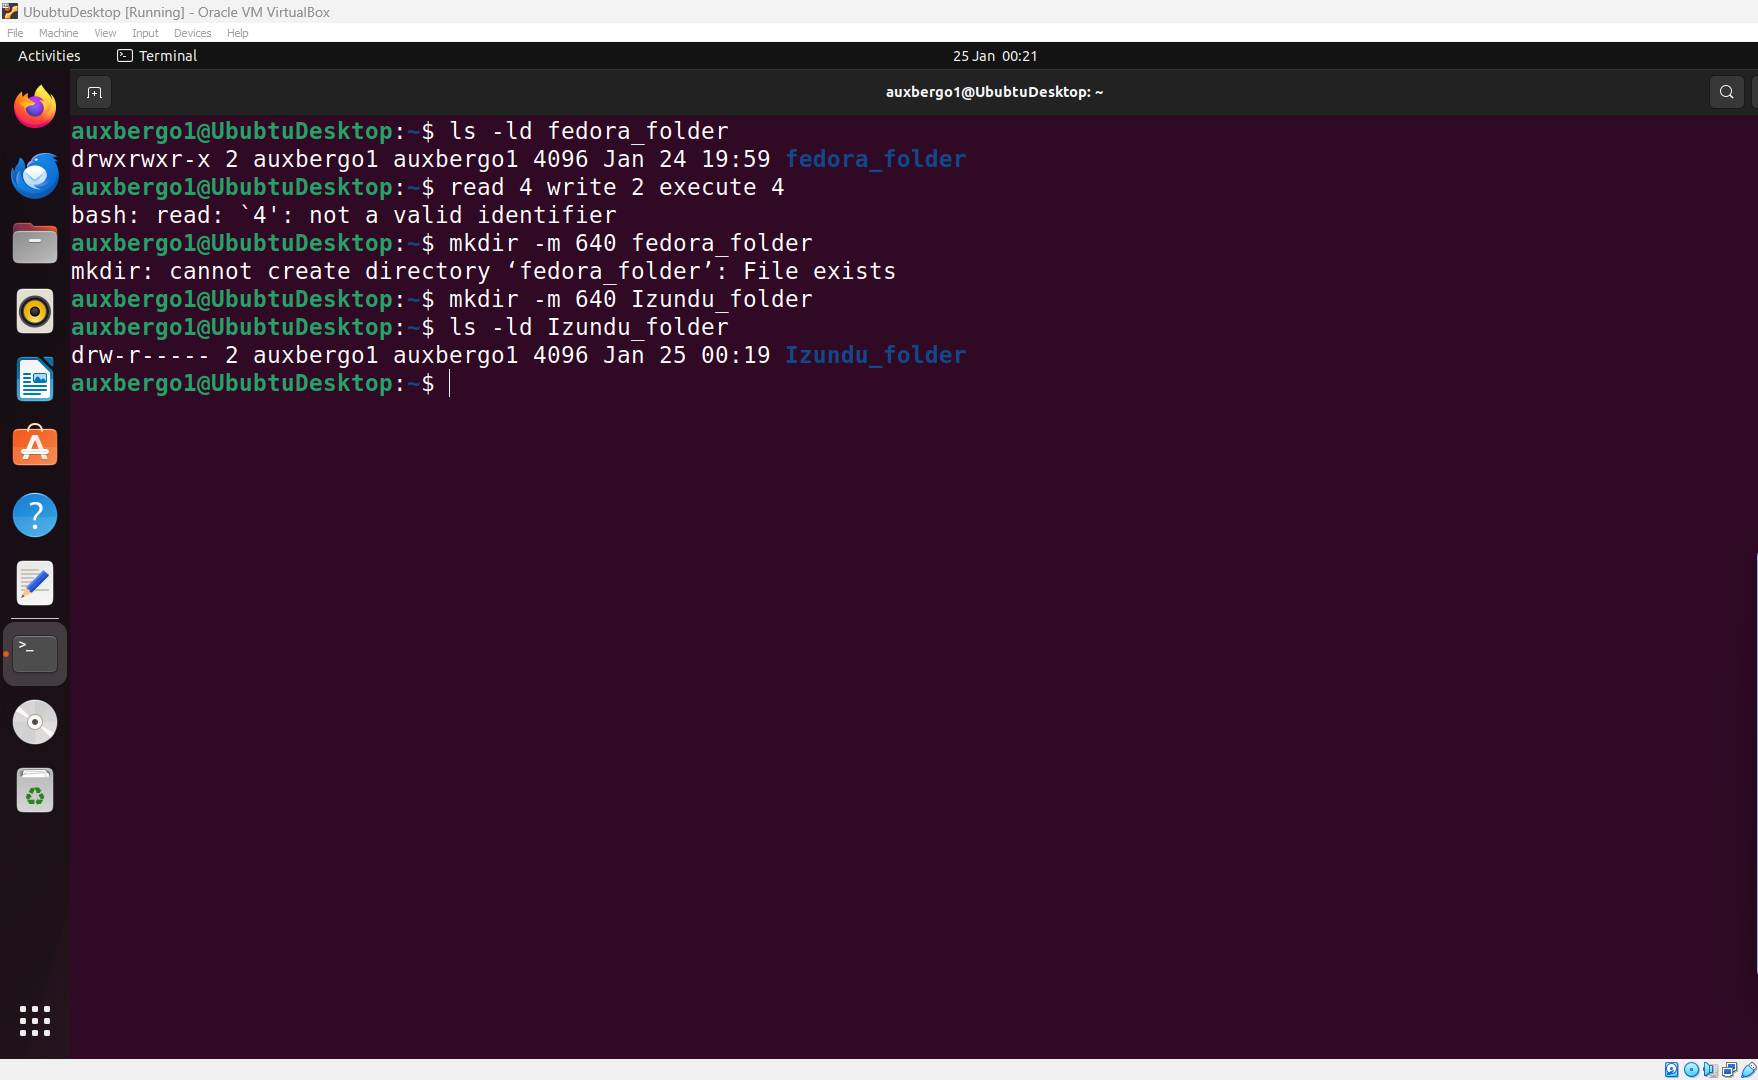 UbubtuDesktop [Running] - Oracle VM VirtualBox
File Machine View Input Devices Help
Activities Terminal 25 Jan 00:21
auxbergo1@UbubtuDesktop: ~
auxbergo1@UbubtuDesktop:~$ ls -ld fedora_folder
drwxrwxr-x 2 auxbergo1 auxbergo1 4096 Jan 24 19:59 fedora_folder
auxbergo1@UbubtuDesktop:~$ read 4 write 2 execute 4
bash: read: `4': not a valid identifier
auxbergo1@UbubtuDesktop:~$ mkdir -m 640 fedora_folder
mkdir: cannot create directory ‘fedora_folder’: File exists
auxbergo1@UbubtuDesktop:~$ mkdir -m 640 Izundu_folder
auxbergo1@UbubtuDesktop:~$ ls -ld Izundu_folder
drw-r----- 2 auxbergo1 auxbergo1 4096 Jan 25 00:19 Izundu_folder
auxbergo1@UbubtuDesktop:~$